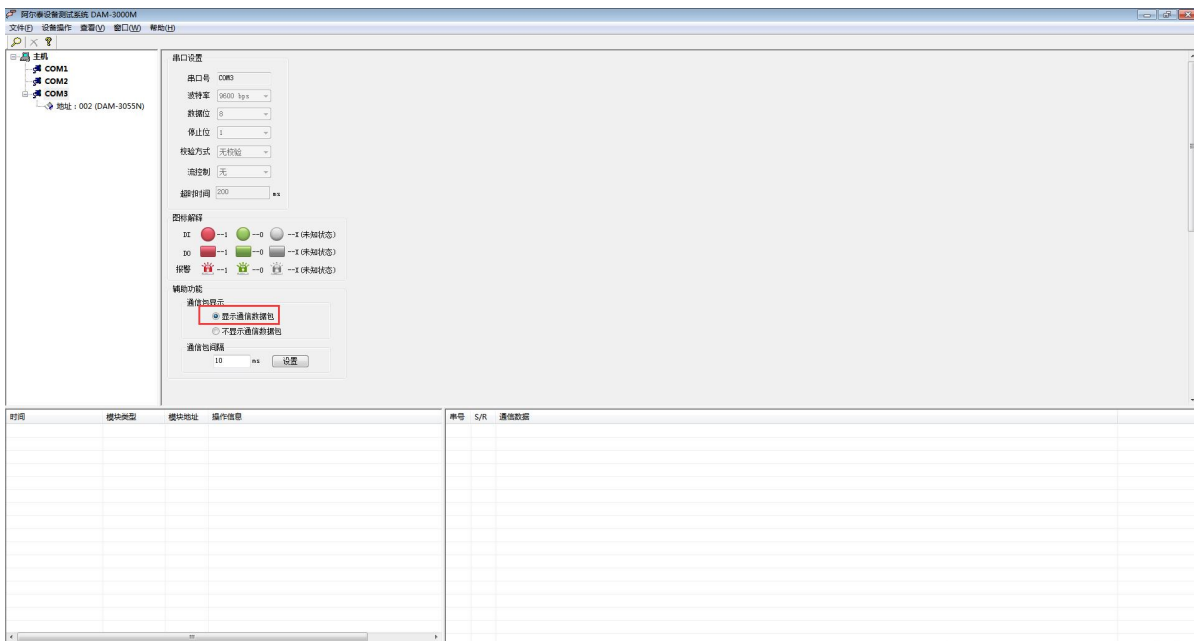 阿尔泰设备测试系统 DAM-3000M
文件(F) 设备操作 查看(V) 窗口(W) 帮助(H)
主机
COM1
COM2
COM3
地址：002 (DAM-3055N)
串口设置
串口号 COM3
波特率 9600 bps
数据位 8
停止位 1
校验方式 无校验
流控制 无
超时时间 200 ms
图标解释
DI --1 --0 --X(未知状态)
DO --1 --0 --X(未知状态)
报警 --1 --0 --X(未知状态)
辅助功能
通信包显示
显示通信数据包
不显示通信数据包
通信包间隔
10 ms 设置
时间 模块类型 模块地址 操作信息 串号 S/R 通信数据